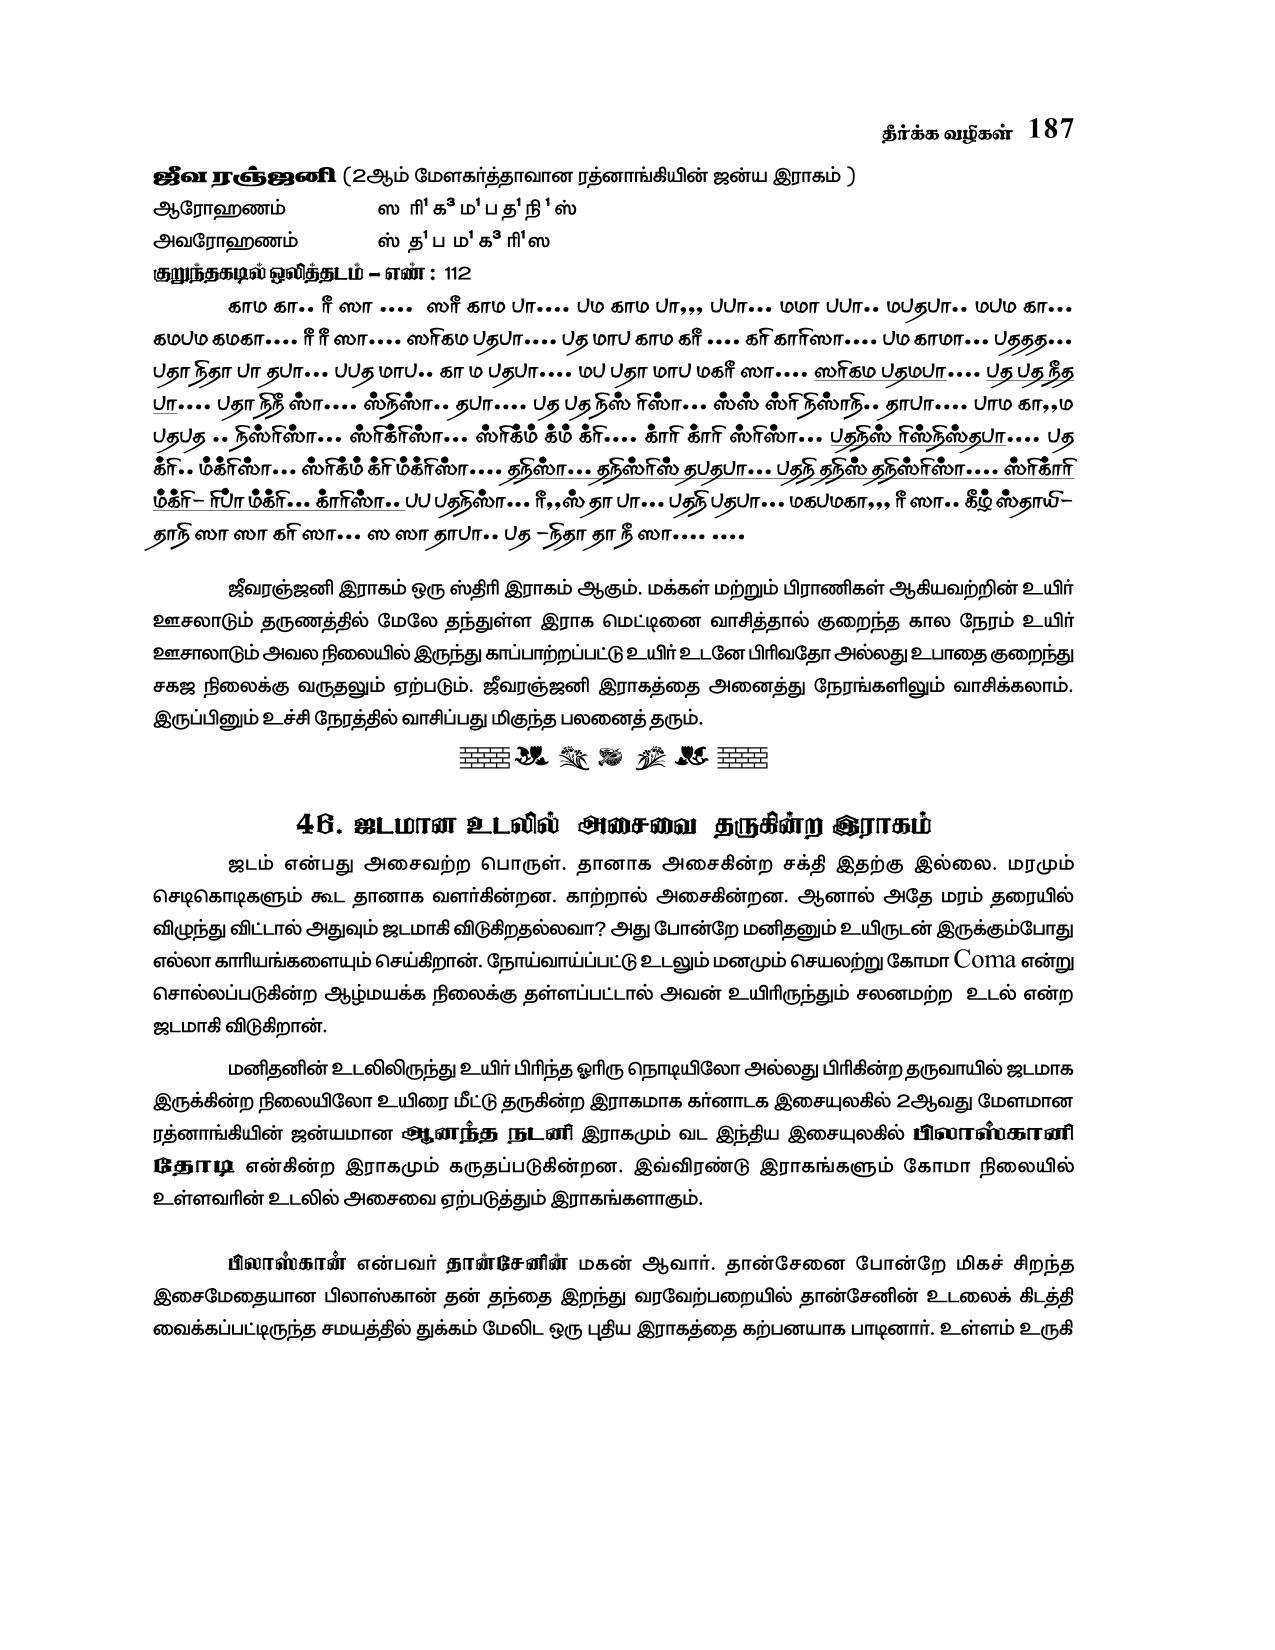 தீர்க்க வழிகள் 187
ஜீவ ரஞ்ஜனி (2ஆம் மேளகர்த்தாவான ரத்னாங்கியின் ஜன்ய இராகம் )
ஆரோஹணம் ஸ ரி¹ க³ ம¹ ப த¹ நி ¹ ஸ்
அவரோஹணம் ஸ் த¹ ப ம¹ க³ ரி¹ ஸ
குறுந்தகடில் ஒலித்தடம் – எண் : 112
காம கா.. ரீ ஸா .... ஸரீ காம பா.... பம காம பா,,, பபா... மமா பபா.. மபதபா.. மபம கா...
கமபம கமகா.... ரீ ரீ ஸா.... ஸரிகம பதபா.... பத மாப காம கரீ .... கரி காரிஸா.... பம காமா... பததத...
பதா நிதா பா தபா... பபத மாப.. கா ம பதபா.... மப பதா மாப மகரீ ஸா.... ஸரிகம பதமபா.... பத பத நீத
பா.... பதா நிநீ ஸ்ா.... ஸ்நிஸ்ா.. தபா.... பத பத நிஸ் ர்ிஸ்ா... ஸ்ஸ் ஸ்ர்ி நிஸ்ாநி.. தாபா.... பாம கா,,ம
பதபத .. நிஸ்ர்ிஸ்ா... ஸ்ர்ிக்ர்ிஸ்ா... ஸ்ர்ிக்ம் க்ம் க்ர்ி.... க்ார்ி க்ார்ி ஸ்ர்ிஸ்ா... பதநிஸ் ர்ிஸ்நிஸ்தபா.... பத
க்ர்ி.. ம்க்ர்ிஸ்ா... ஸ்ர்ிக்ம் க்ர்ி ம்க்ர்ிஸ்ா.... தநிஸ்ா... தநிஸ்ர்ிஸ் தபதபா... பதநி தநிஸ் தநிஸ்ர்ிஸ்ா.... ஸ்ர்ிக்ார்ி
ம்க்ர்ி– ர்ிப்ா ம்க்ர்ி... க்ார்ிஸ்ா.. பப பதநிஸ்ா... ரீ,,ஸ் தா பா... பதநி பதபா... மகபமகா,,, ரீ ஸா.. கீழ் ஸ்தாயி–
தாநி ஸா ஸா கரி ஸா... ஸ ஸா தாபா.. பத –நிதா தா நீ ஸா.... ....
ஜீவரஞ்ஜனி இராகம் ஒரு ஸ்திரி இராகம் ஆகும். மக்கள் மற்றும் பிராணிகள் ஆகியவற்றின் உயிர்
ஊசலாடும் தருணத்தில் மேலே தந்துள்ள இராக மெட்டினை வாசித்தால் குறைந்த கால நேரம் உயிர்
ஊசாலாடும் அவல நிலையில் இருந்து காப்பாற்றப்பட்டு உயிர் உடனே பிரிவதோ அல்லது உபாதை குறைந்து
சகஜ நிலைக்கு வருதலும் ஏற்படும். ஜீவரஞ்ஜனி இராகத்தை அனைத்து நேரங்களிலும் வாசிக்கலாம்.
இருப்பினும் உச்சி நேரத்தில் வாசிப்பது மிகுந்த பலனைத் தரும்.
46. ஜடமான உடலில் அசைவை தருகின்ற இராகம்
ஜடம் என்பது அசைவற்ற பொருள். தானாக அசைகின்ற சக்தி இதற்கு இல்லை. மரமும்
செடிகொடிகளும் கூட தானாக வளர்கின்றன. காற்றால் அசைகின்றன. ஆனால் அதே மரம் தரையில்
விழுந்து விட்டால் அதுவும் ஜடமாகி விடுகிறதல்லவா? அது போன்றே மனிதனும் உயிருடன் இருக்கும்போது
எல்லா காரியங்களையும் செய்கிறான். நோய்வாய்ப்பட்டு உடலும் மனமும் செயலற்று கோமா Coma என்று
சொல்லப்படுகின்ற ஆழ்மயக்க நிலைக்கு தள்ளப்பட்டால் அவன் உயிரிருந்தும் சலனமற்ற உடல் என்ற
ஜடமாகி விடுகிறான்.
மனிதனின் உடலிலிருந்து உயிர் பிரிந்த ஓரிரு நொடியிலோ அல்லது பிரிகின்ற தருவாயில் ஜடமாக
இருக்கின்ற நிலையிலோ உயிரை மீட்டு தருகின்ற இராகமாக கர்னாடக இசையுலகில் 2ஆவது மேளமான
ரத்னாங்கியின் ஜன்யமான ஆனந்த நடனி இராகமும் வட இந்திய இசையுலகில் பிலாஸ்கானி
தோடி என்கின்ற இராகமும் கருதப்படுகின்றன. இவ்விரண்டு இராகங்களும் கோமா நிலையில்
உள்ளவரின் உடலில் அசைவை ஏற்படுத்தும் இராகங்களாகும்.
பிலாஸ்கான் என்பவர் தான்சேனின் மகன் ஆவார். தான்சேனை போன்றே மிகச் சிறந்த
இசைமேதையான பிலாஸ்கான் தன் தந்தை இறந்து வரவேற்பறையில் தான்சேனின் உடலைக் கிடத்தி
வைக்கப்பட்டிருந்த சமயத்தில் துக்கம் மேலிட ஒரு புதிய இராகத்தை கற்பனயாக பாடினார். உள்ளம் உருகி